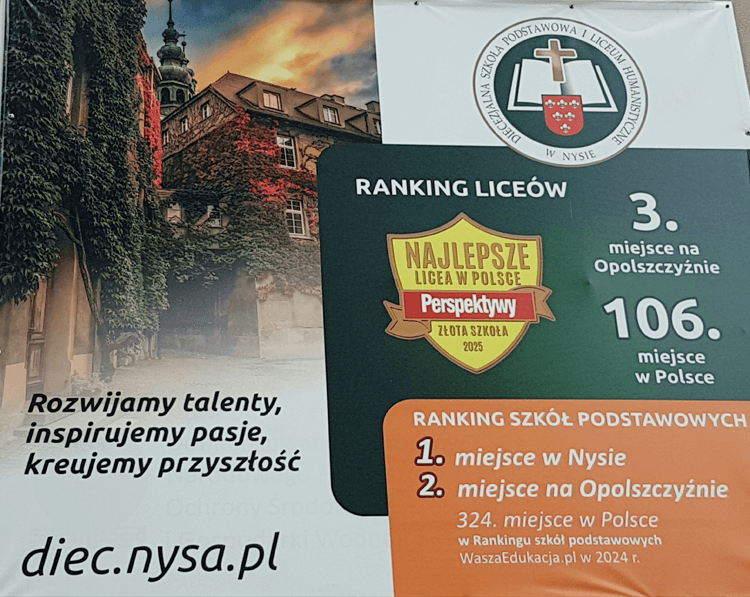 DIECEZJALNA SZKOŁA PODSTAWOWA I LICEUM HUMANISTYCZNE
W NYSIE
RANKING LICEÓW
NAJLEPSZE
LICEA W POLSCE
Perspektywy
ZŁOTA SZKOŁA
2025
3.
miejsce na
Opolszczyźnie
106.
miejsce
w Polsce
Rozwijamy talenty,
inspirujemy pasje,
kreujemy przyszłość
diec.nysa.pl
RANKING SZKÓŁ PODSTAWOWYCH
1. miejsce w Nysie
2. miejsce na Opolszczyźnie
324. miejsce w Polsce
w Rankingu szkół podstawowych
WaszaEdukacja.pl w 2024 r.